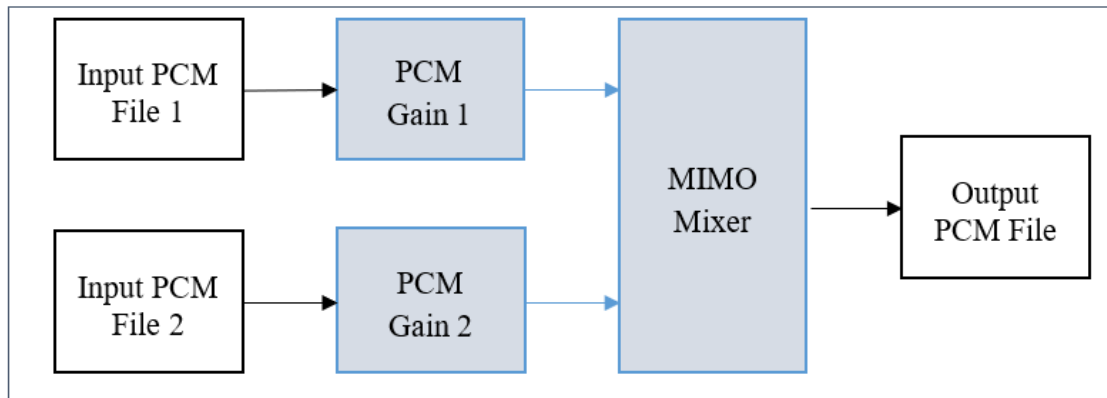 Input PCM
File 1
PCM
Gain 1
MIMO
Mixer
Output
PCM File
Input PCM
File 2
PCM
Gain 2